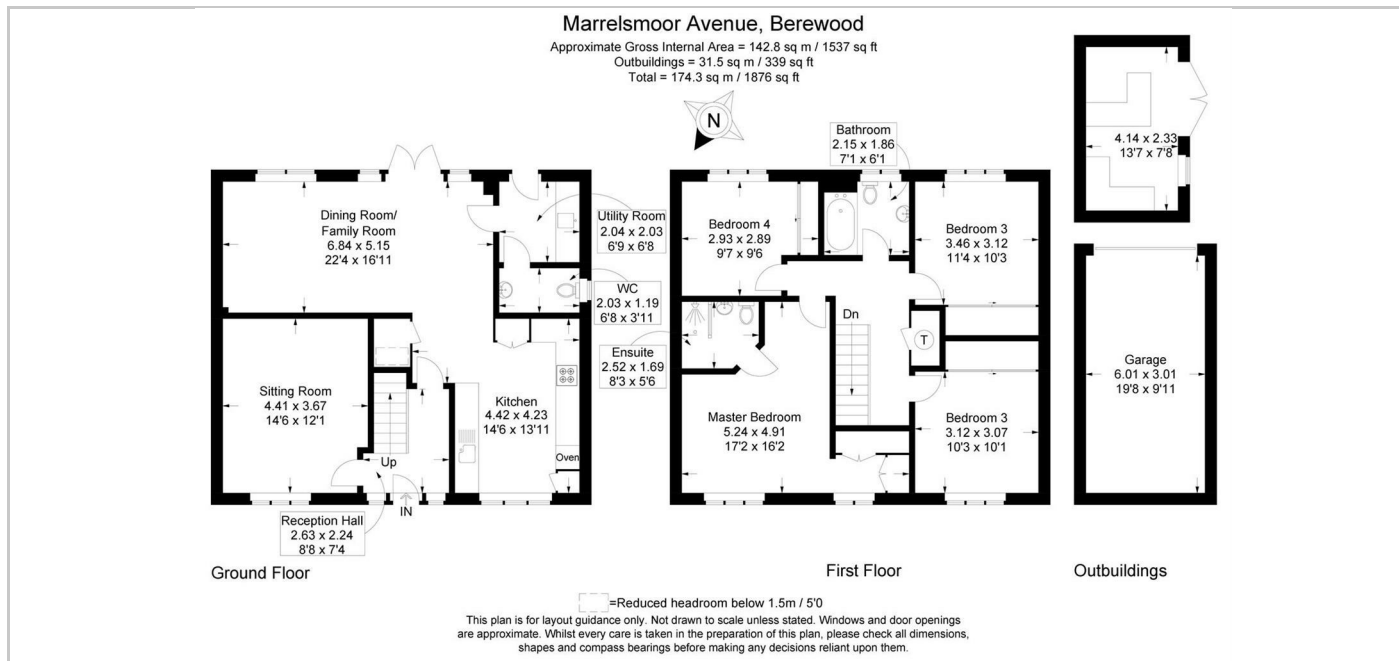 Marrelsmoor Avenue, Berewood
Approximate Gross Internal Area = 142.8 sq m / 1537 sq ft
Outbuildings = 31.5 sq m / 339 sq ft
Total = 174.3 sq m / 1876 sq ft
N
Dining Room/
Family Room
6.84 x 5.15
22'4 x 16'11
Utility Room
2.04 x 2.03
6'9 x 6'8
WC
2.03 x 1.19
6'8 x 3'11
Sitting Room
4.41 x 3.67
14'6 x 12'1
Kitchen
4.42 x 4.23
14'6 x 13'11
Oven
Up
IN
Reception Hall
2.63 x 2.24
8'8 x 7'4
Ground Floor
Bathroom
2.15 x 1.86
7'1 x 6'1
Bedroom 4
2.93 x 2.89
9'7 x 9'6
Bedroom 3
3.46 x 3.12
11'4 x 10'3
Ensuite
2.52 x 1.69
8'3 x 5'6
Dn
T
Master Bedroom
5.24 x 4.91
17'2 x 16'2
Bedroom 3
3.12 x 3.07
10'3 x 10'1
First Floor
4.14 x 2.33
13'7 x 7'8
Garage
6.01 x 3.01
19'8 x 9'11
Outbuildings
=Reduced headroom below 1.5m / 5'0
This plan is for layout guidance only. Not drawn to scale unless stated. Windows and door openings
are approximate. Whilst every care is taken in the preparation of this plan, please check all dimensions,
shapes and compass bearings before making any decisions reliant upon them.